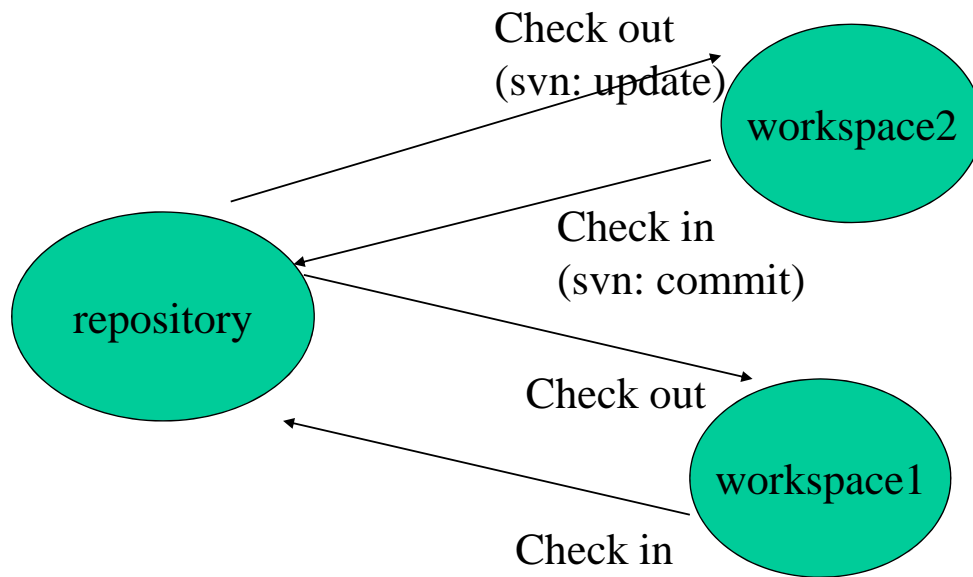 Check out
(svn: update)
workspace2
Check in
(svn: commit)
repository
Check out
workspace1
Check in